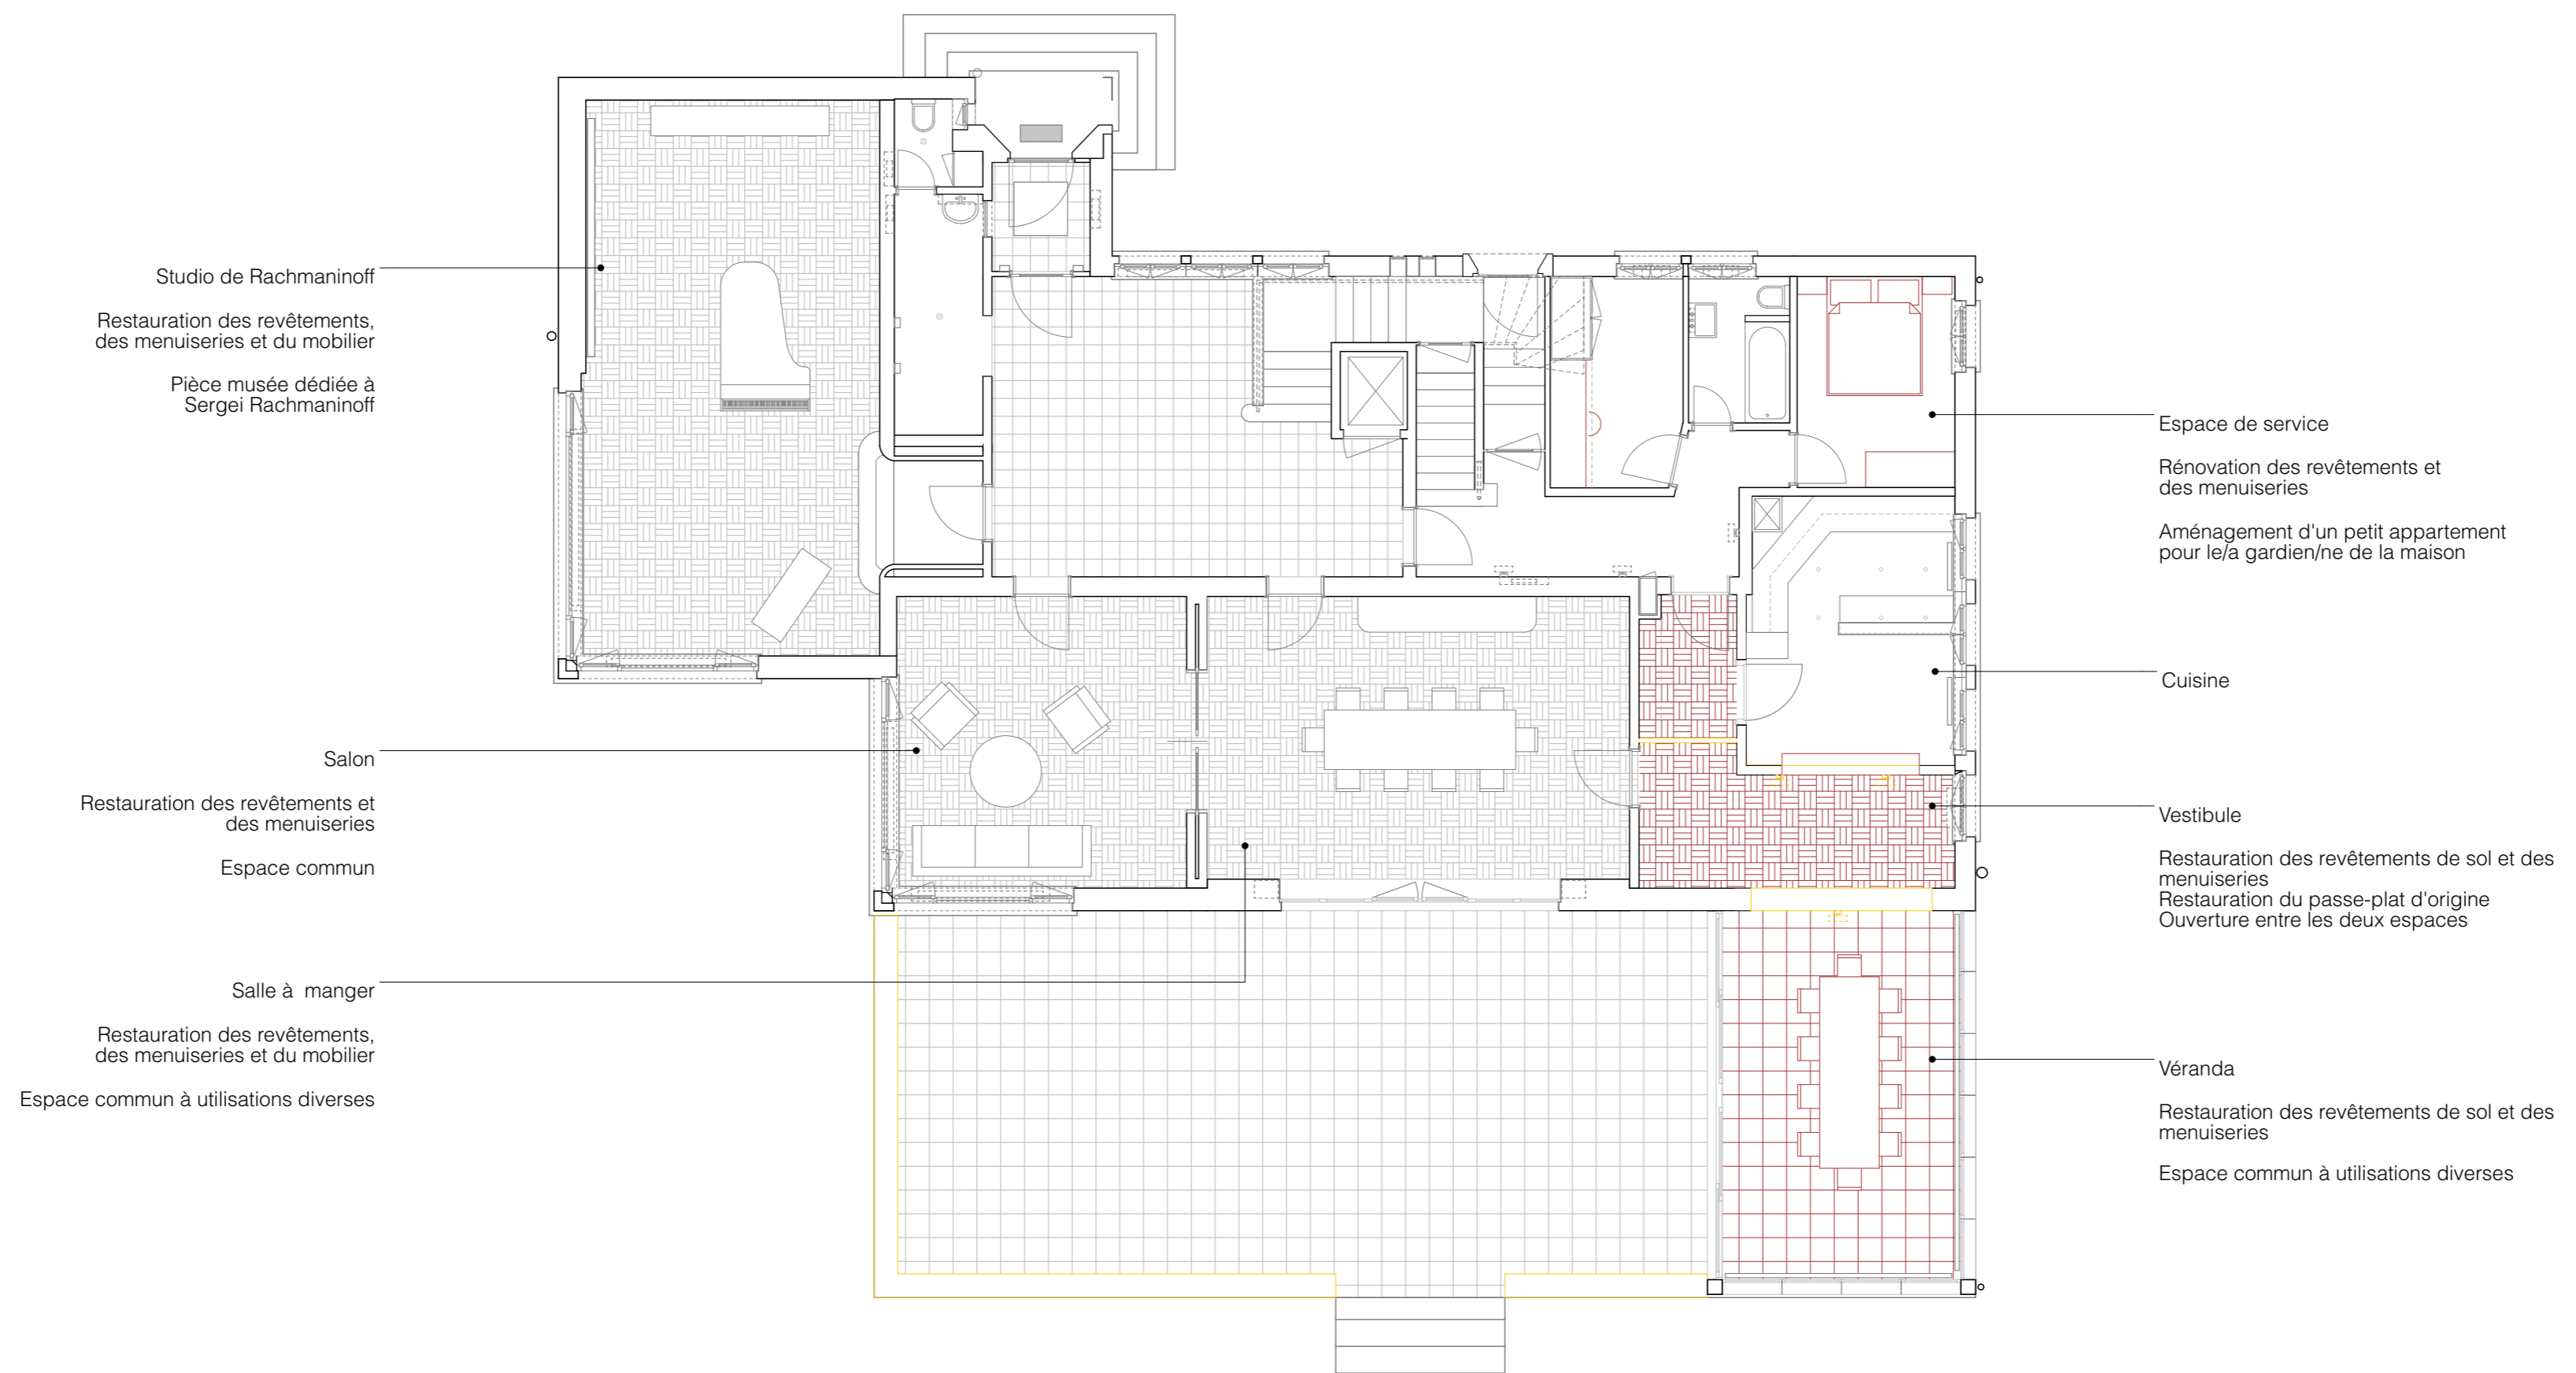 Studio de Rachmaninoff
Restauration des revêtements,
des menuiseries et du mobilier
Pièce musée dédiée à
Sergei Rachmaninoff
Salon
Restauration des revêtements et
des menuiseries
Espace commun
Salle à  manger
Restauration des revêtements,
des menuiseries et du mobilier
Espace commun à utilisations diverses
Espace de service
Rénovation des revêtements et
des menuiseries
Aménagement d'un petit appartement
pour le/a gardien/ne de la maison
Cuisine
Vestibule
Restauration des revêtements de sol et des
menuiseries
Restauration du passe-plat d'origine
Ouverture entre les deux espaces
Véranda
Restauration des revêtements de sol et des
menuiseries
Espace commun à utilisations diverses